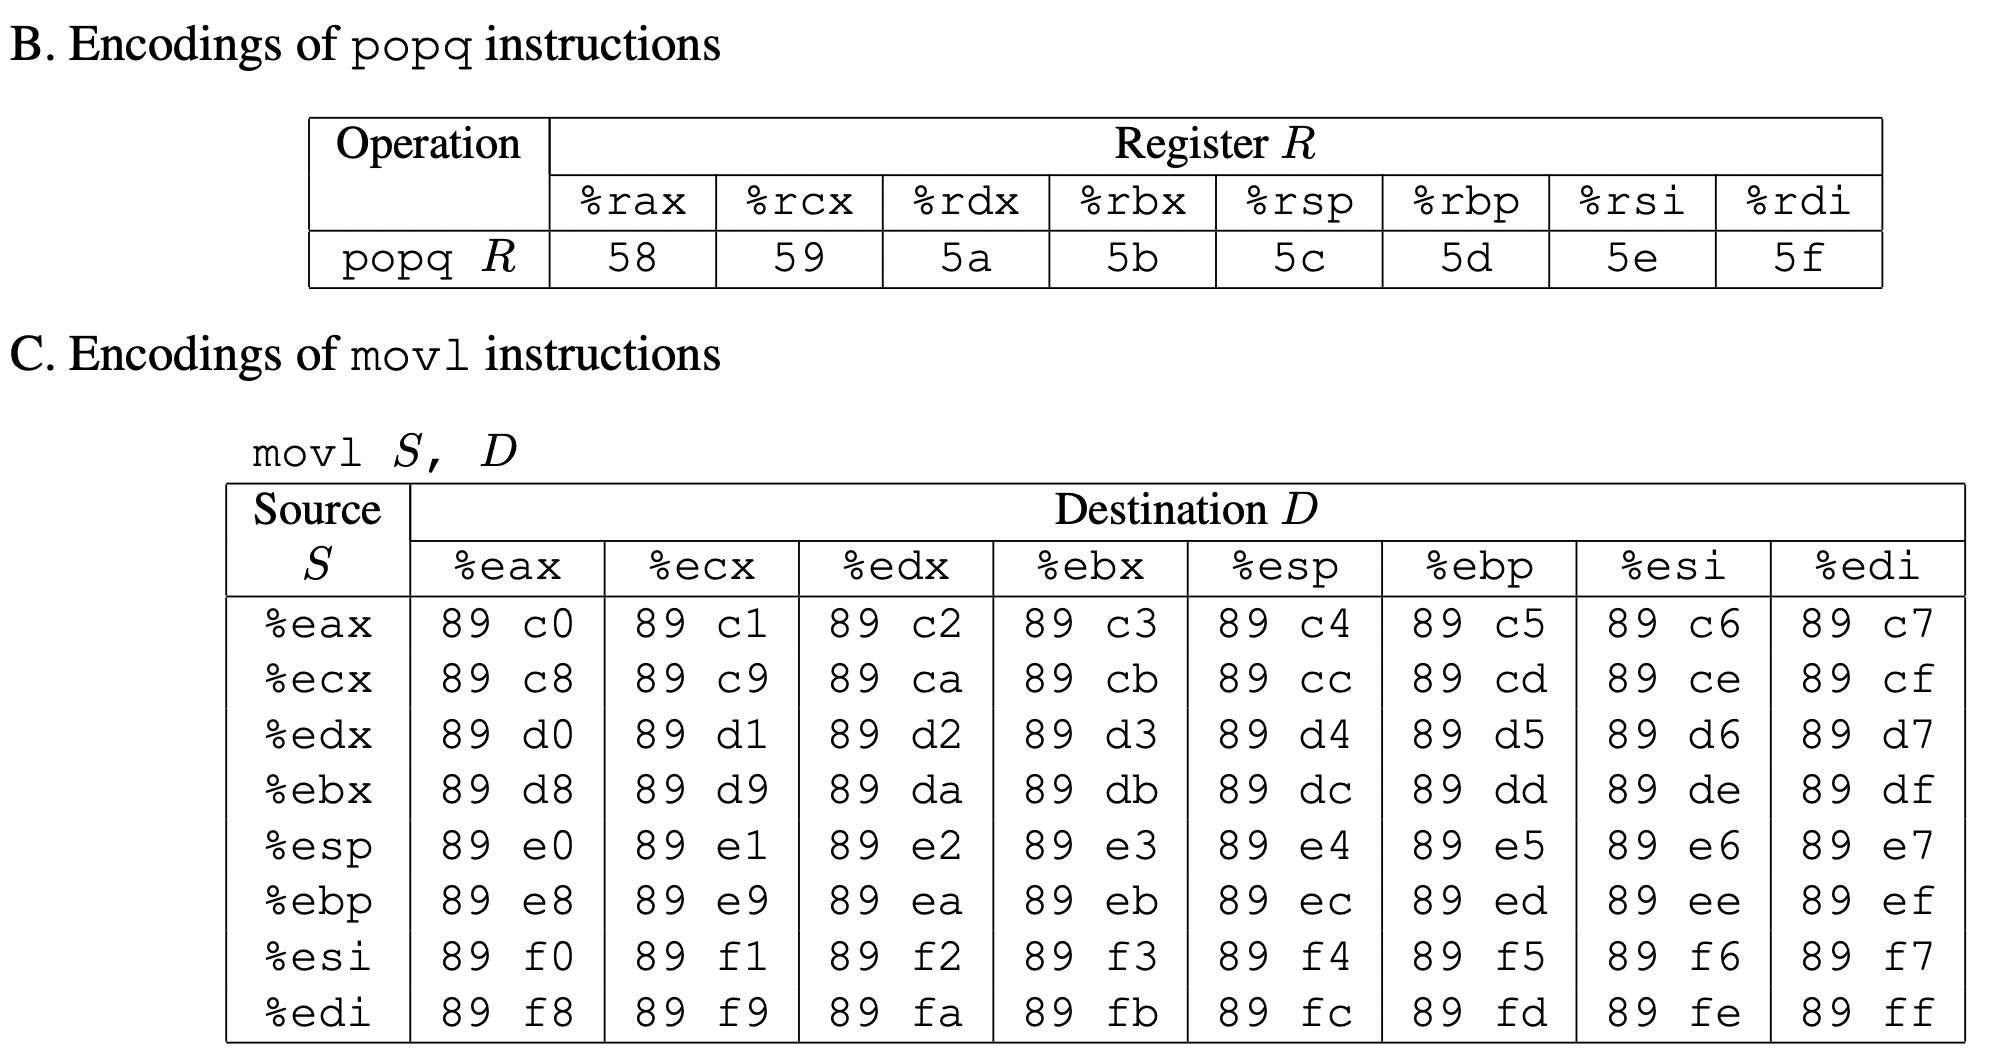 B. Encodings of popq instructions
Operation Register R
%rax %rcx %rdx %rbx %rsp %rbp %rsi %rdi
popq R 58 59 5a 5b 5c 5d 5e 5f
C. Encodings of movl instructions
movl S, D
Source Destination D
S %eax %ecx %edx %ebx %esp %ebp %esi %edi
%eax 89 c0 89 c1 89 c2 89 c3 89 c4 89 c5 89 c6 89 c7
%ecx 89 c8 89 c9 89 ca 89 cb 89 cc 89 cd 89 ce 89 cf
%edx 89 d0 89 d1 89 d2 89 d3 89 d4 89 d5 89 d6 89 d7
%ebx 89 d8 89 d9 89 da 89 db 89 dc 89 dd 89 de 89 df
%esp 89 e0 89 e1 89 e2 89 e3 89 e4 89 e5 89 e6 89 e7
%ebp 89 e8 89 e9 89 ea 89 eb 89 ec 89 ed 89 ee 89 ef
%esi 89 f0 89 f1 89 f2 89 f3 89 f4 89 f5 89 f6 89 f7
%edi 89 f8 89 f9 89 fa 89 fb 89 fc 89 fd 89 fe 89 ff